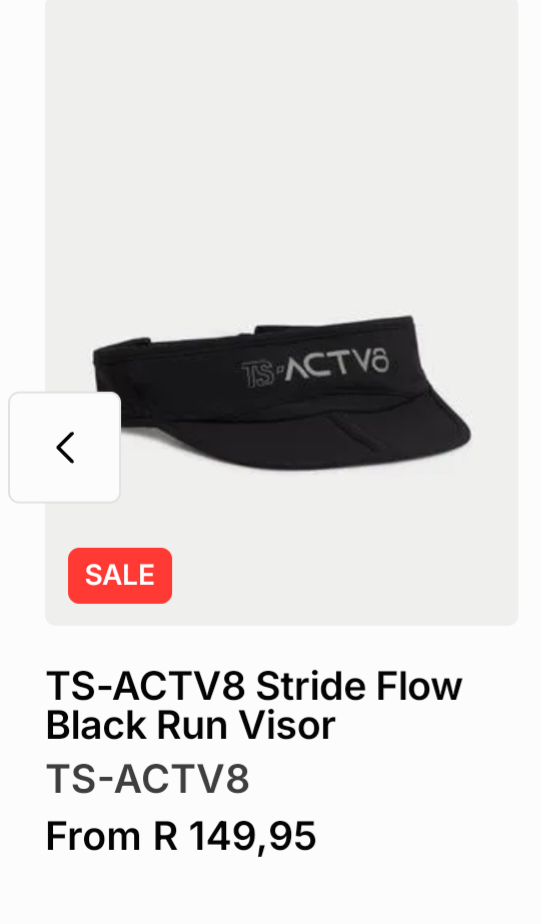 TS-ACTV8
SALE
TS-ACTV8 Stride Flow
Black Run Visor
TS-ACTV8
From R 149,95